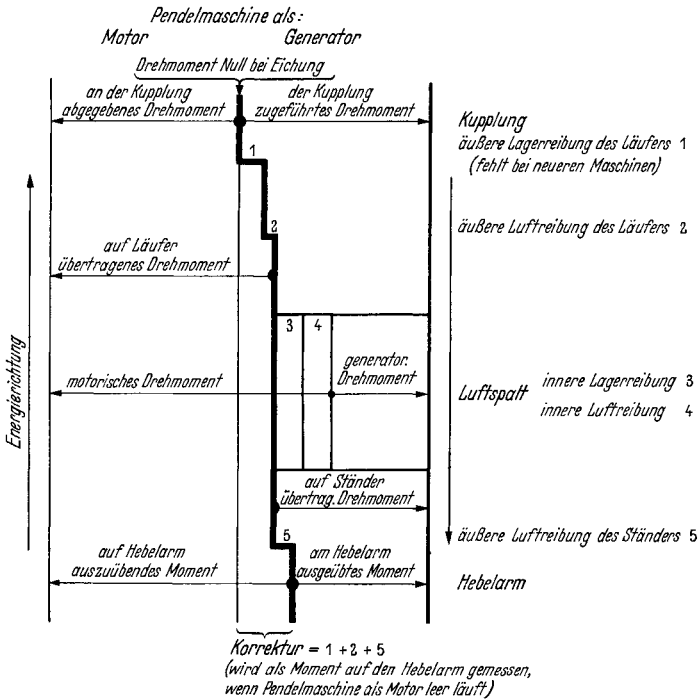 Pendelmaschine als:
Motor Generator
Drehmoment Null bei Eichung
an der Kupplung
abgegebenes Drehmoment
der Kupplung
zugeführtes Drehmoment
Kupplung
äußere Lagerreibung des Läufers 1
(fehlt bei neueren Maschinen)
1
2
äußere Luftreibung des Läufers 2
auf Läufer
übertragenes Drehmoment
3 4
Energierichtung
motorisches Drehmoment
generator.
Drehmoment
Luftspalt
innere Lagerreibung 3
innere Luftreibung 4
auf Ständer
übertrag. Drehmoment
5
äußere Luftreibung des Ständers 5
auf Hebelarm
auszuübendes Moment
am Hebelarm
ausgeübtes Moment
Hebelarm
Korrektur = 1 + 2 + 5
(wird als Moment auf den Hebelarm gemessen,
wenn Pendelmaschine als Motor leer läuft)